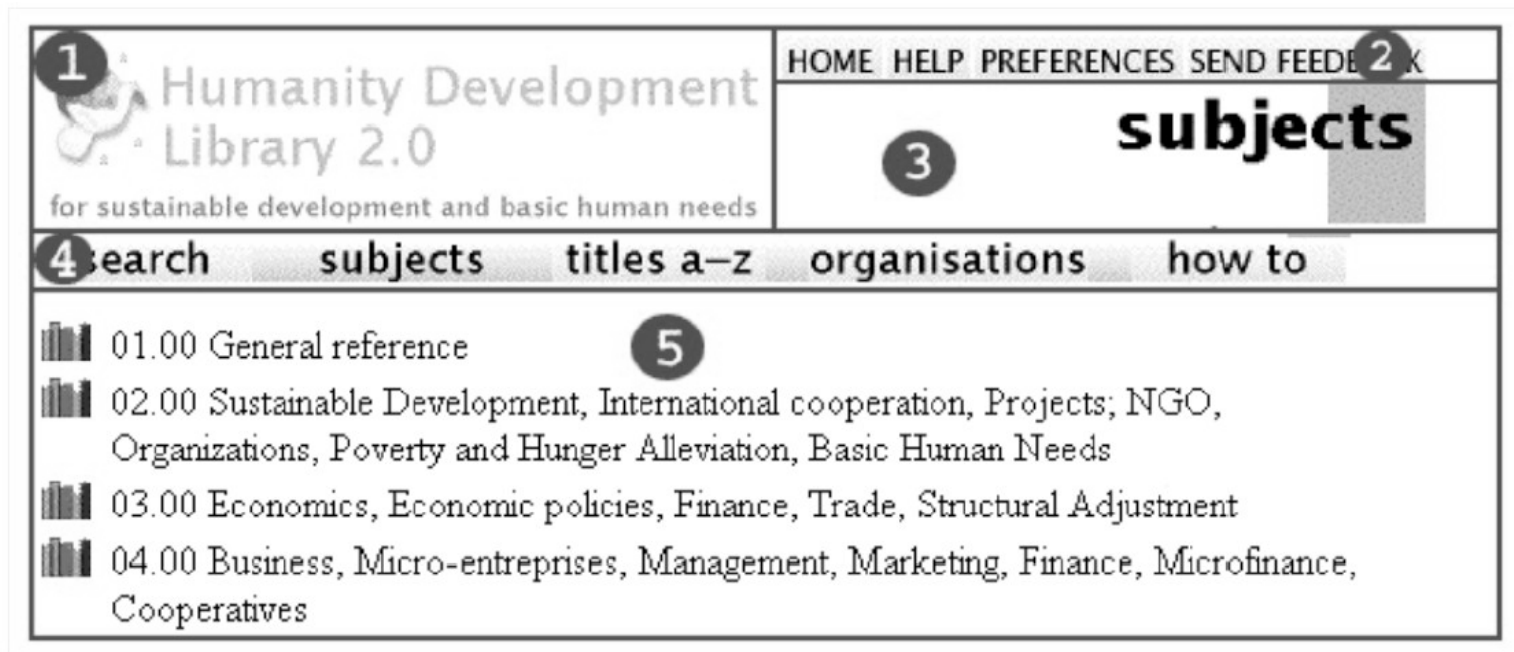 1
Humanity Development
Library 2.0
for sustainable development and basic human needs
HOME HELP PREFERENCES SEND 2
subjects
3
4 search subjects titles a–z organisations how to
5
01.00 General reference
02.00 Sustainable Development, International cooperation, Projects; NGO,
Organizations, Poverty and Hunger Alleviation, Basic Human Needs
03.00 Economics, Economic policies, Finance, Trade, Structural Adjustment
04.00 Business, Micro-entreprises, Management, Marketing, Finance, Microfinance,
Cooperatives